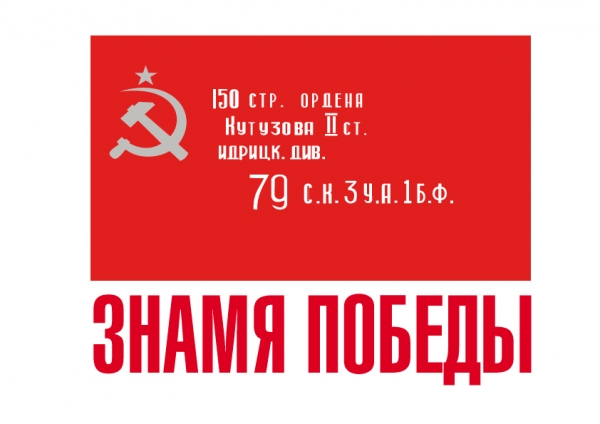 150 СТР. ОРДЕНА
Кутузова II СТ.
ИДРИЦК. ДИВ.
79 С.К. 3 У.А. 1 Б.Ф.
ЗНАМЯ ПОБЕДЫ